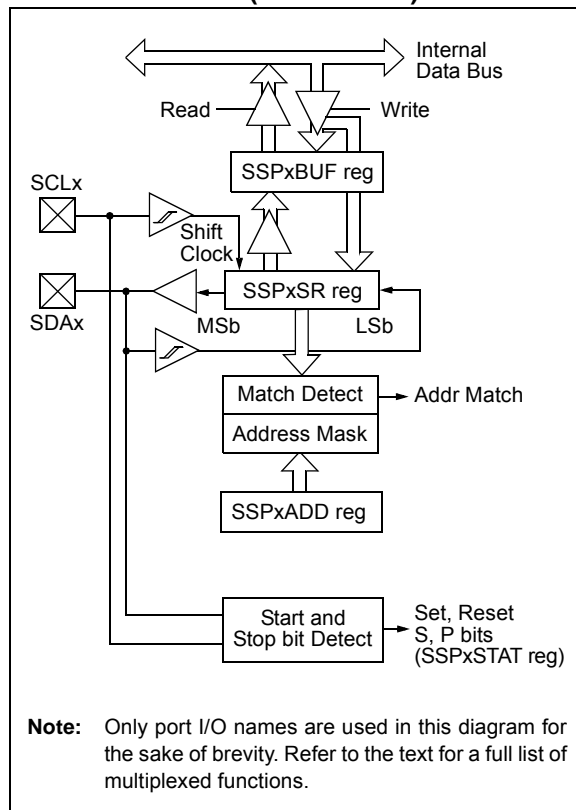 Internal
Data Bus
Read
Write
SSPxBUF reg
SCLx
Shift
Clock
SSPxSR reg
SDAx
MSb
LSb
Match Detect
Addr Match
Address Mask
SSPxADD reg
Start and
Stop bit Detect
Set, Reset
S, P bits
(SSPxSTAT reg)
Note: Only port I/O names are used in this diagram for
the sake of brevity. Refer to the text for a full list of
multiplexed functions.